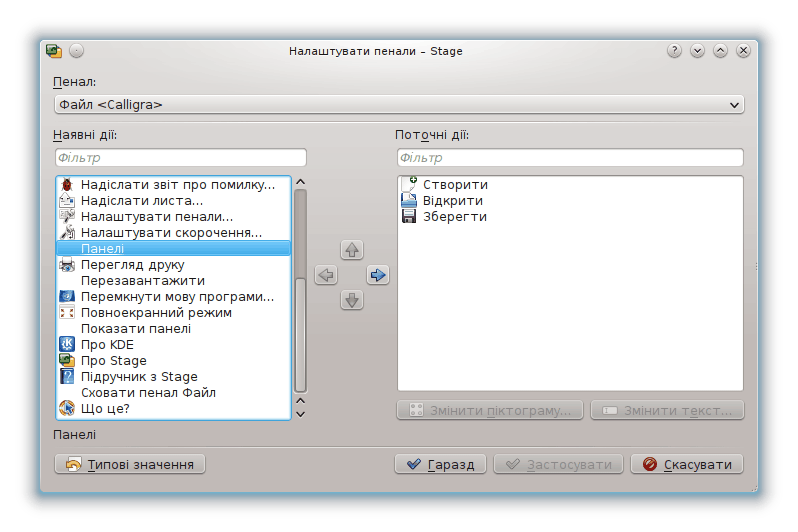 Налаштувати пенали – Stage
Пенал:
Файл <Calligra>
Наявні дії:
Фільтр
Надіслати звіт про помилку...
Надіслати листа...
Налаштувати пенали...
Налаштувати скорочення...
Панелі
Перегляд друку
Перезавантажити
Перемкнути мову програми...
Повноекранний режим
Показати панелі
Про KDE
Про Stage
Підручник з Stage
Сховати пенал Файл
Що це?
Поточні дії:
Фільтр
Створити
Відкрити
Зберегти
Змінити піктограму...
Змінити текст...
Панелі
Типові значення
Гаразд
Застосувати
Скасувати